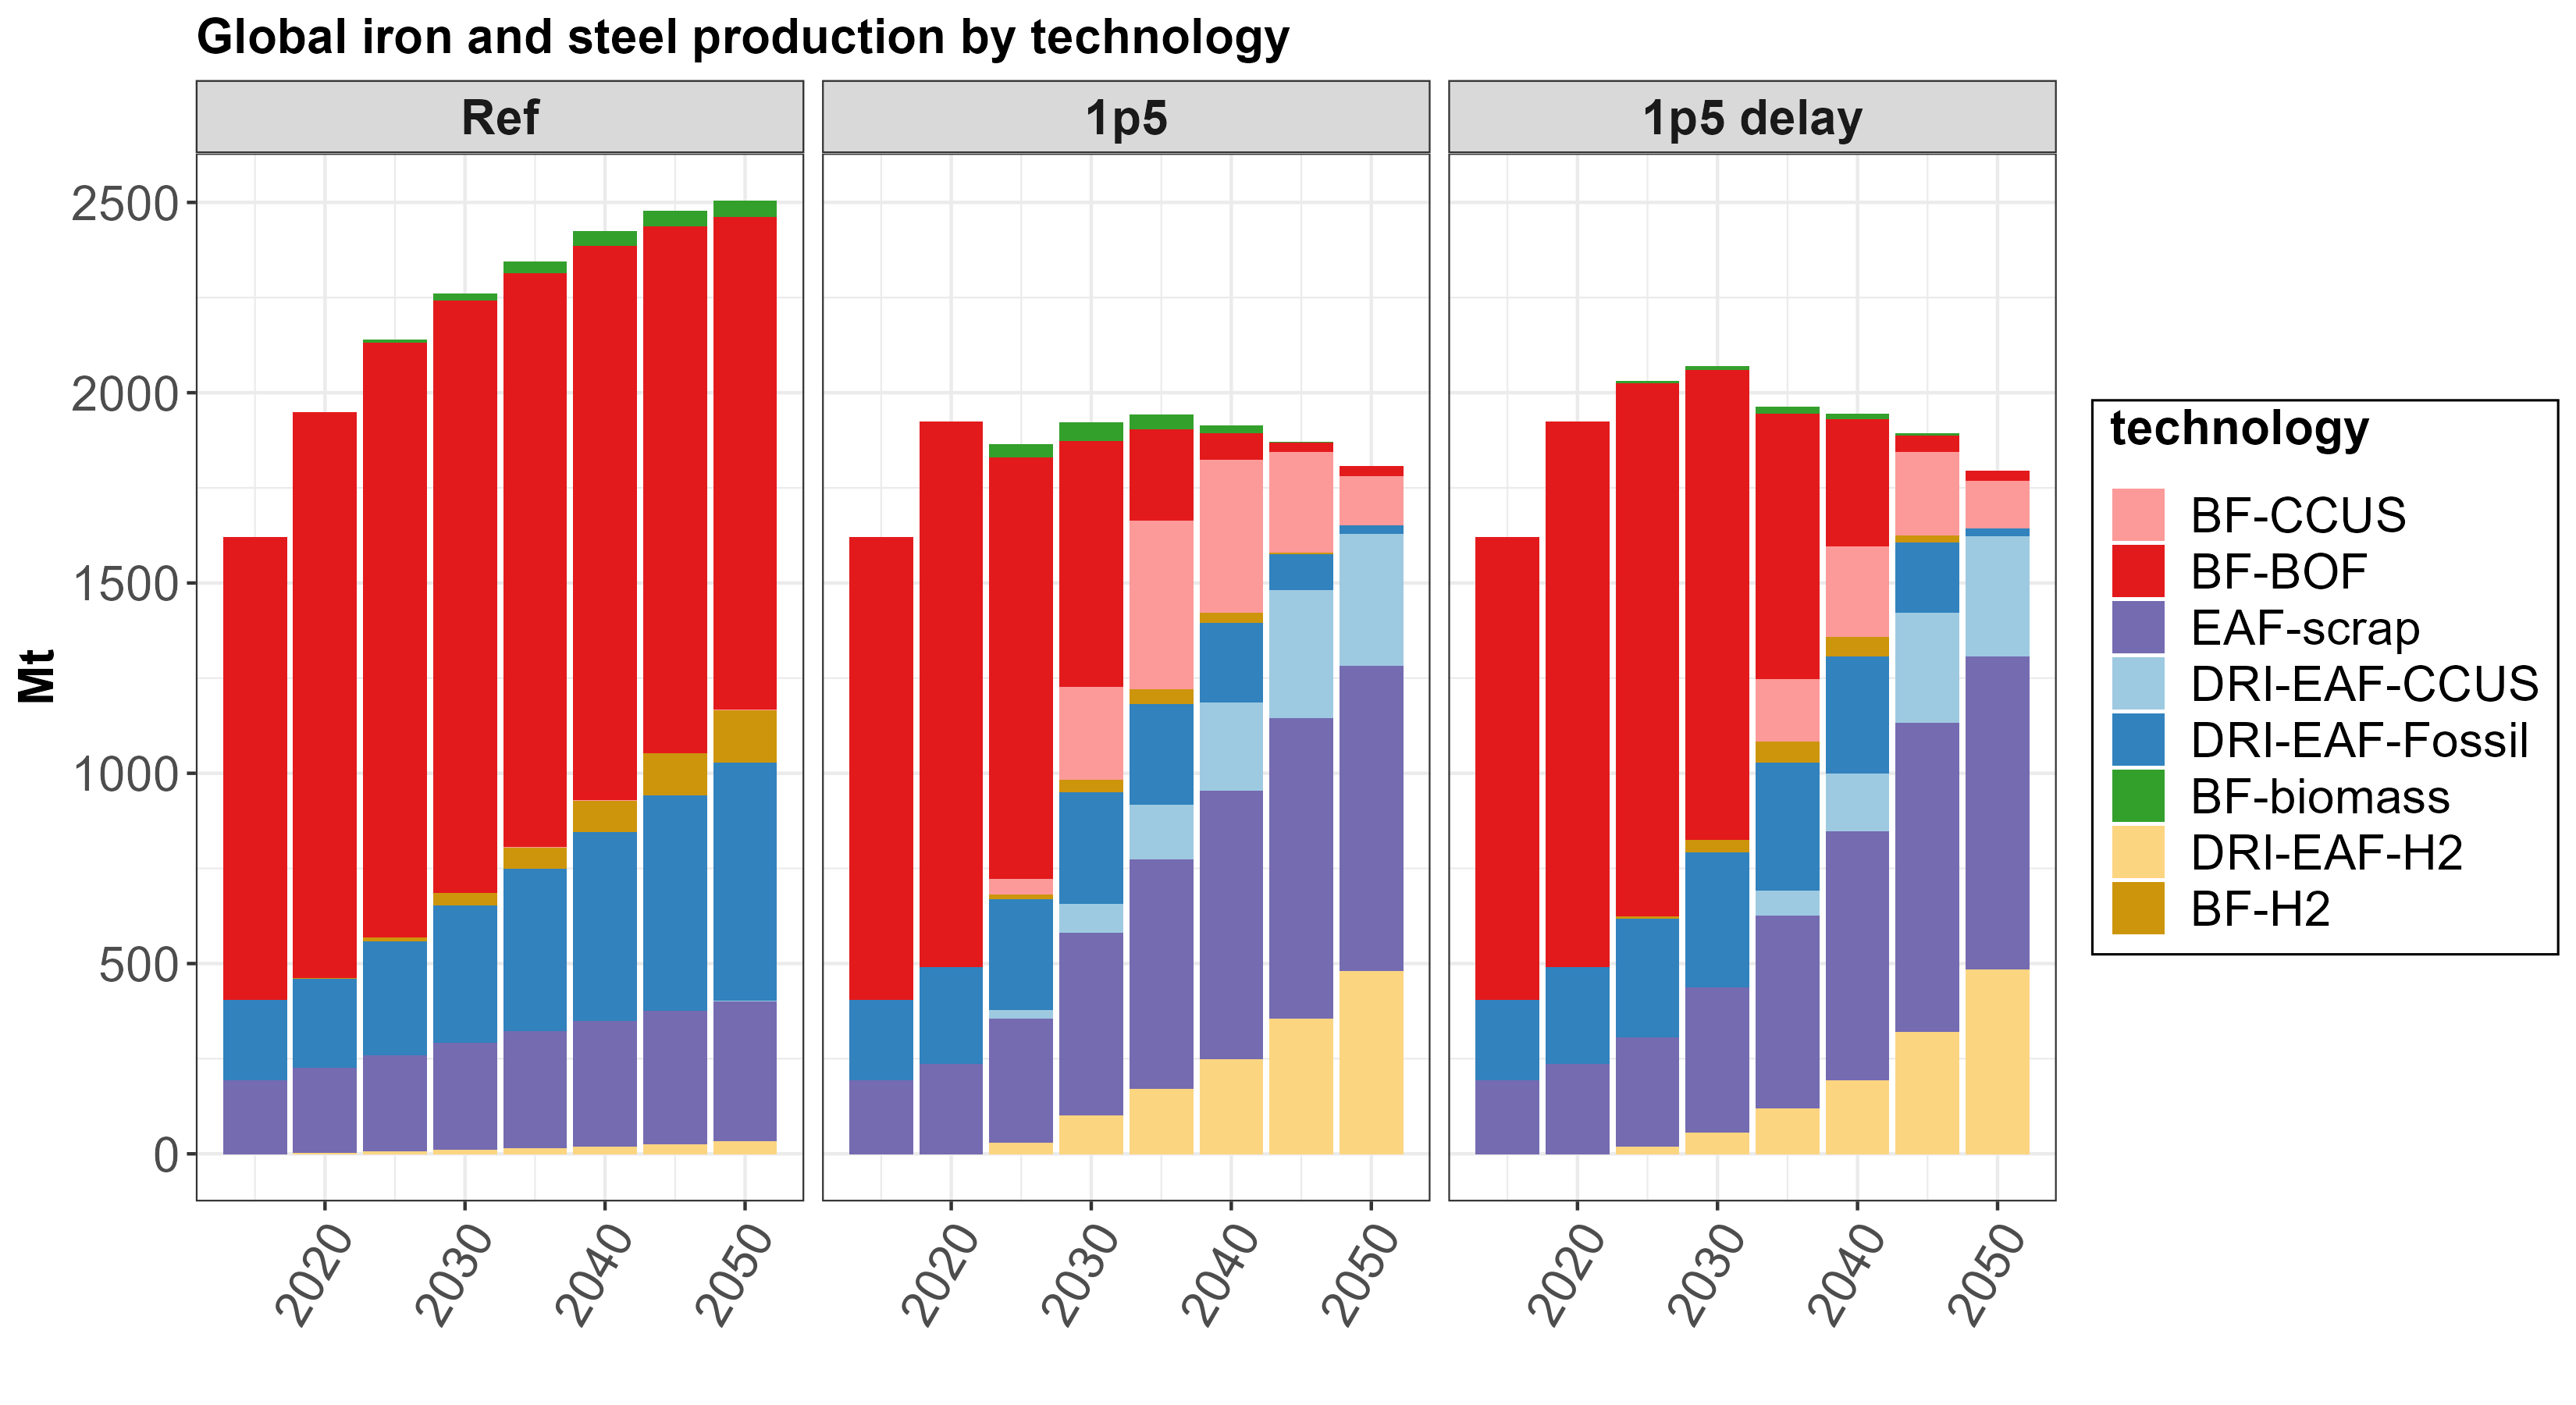 Global iron and steel production by technology
Ref
1p5
1p5 delay
2500
2000
1500
1000
500
0
Mt
2020
2030
2040
2050
2020
2030
2040
2050
2020
2030
2040
2050
technology
BF-CCUS
BF-BOF
EAF-scrap
DRI-EAF-CCUS
DRI-EAF-Fossil
BF-biomass
DRI-EAF-H2
BF-H2